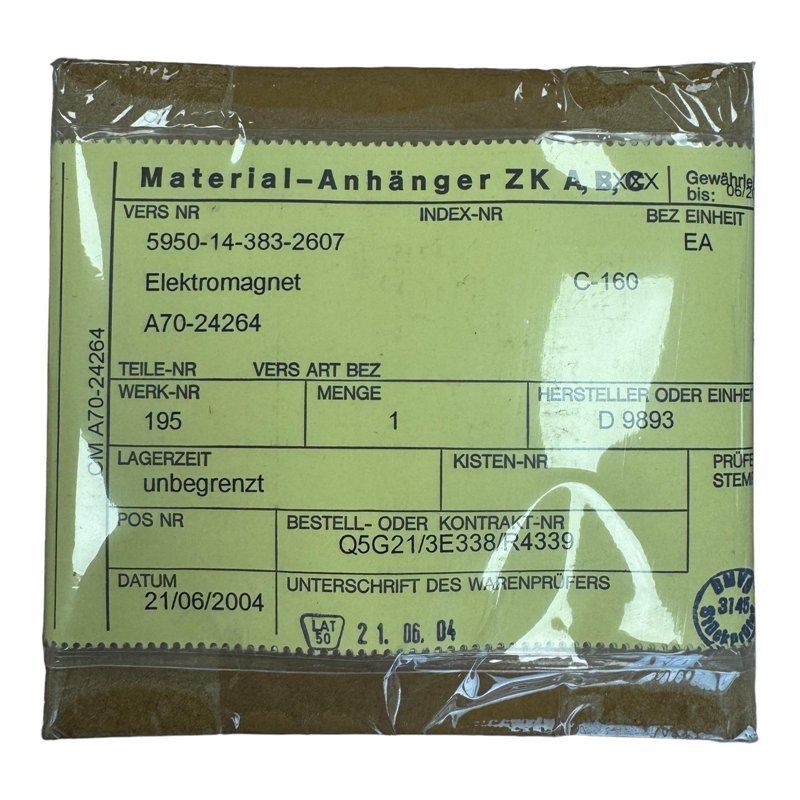 Material-Anhänger ZK A, B, C XXX
bis: 06/2
VERS NR INDEX-NR BEZ EINHEIT
5950-14-383-2607 EA
Elektromagnet C-160
A70-24264
TEILE-NR VERS ART BEZ
WERK-NR MENGE HERSTELLER ODER EINHEI
195 1 D 9893
LAGERZEIT KISTEN-NR PRÜFE
unbegrenzt STEM
POS NR BESTELL- ODER KONTRAKT-NR
Q5G21/3E338/R4339
DATUM UNTERSCHRIFT DES WARENPRÜFERS
21/06/2004
LAT
50
21. 06. 04
3145
CM A70-24264